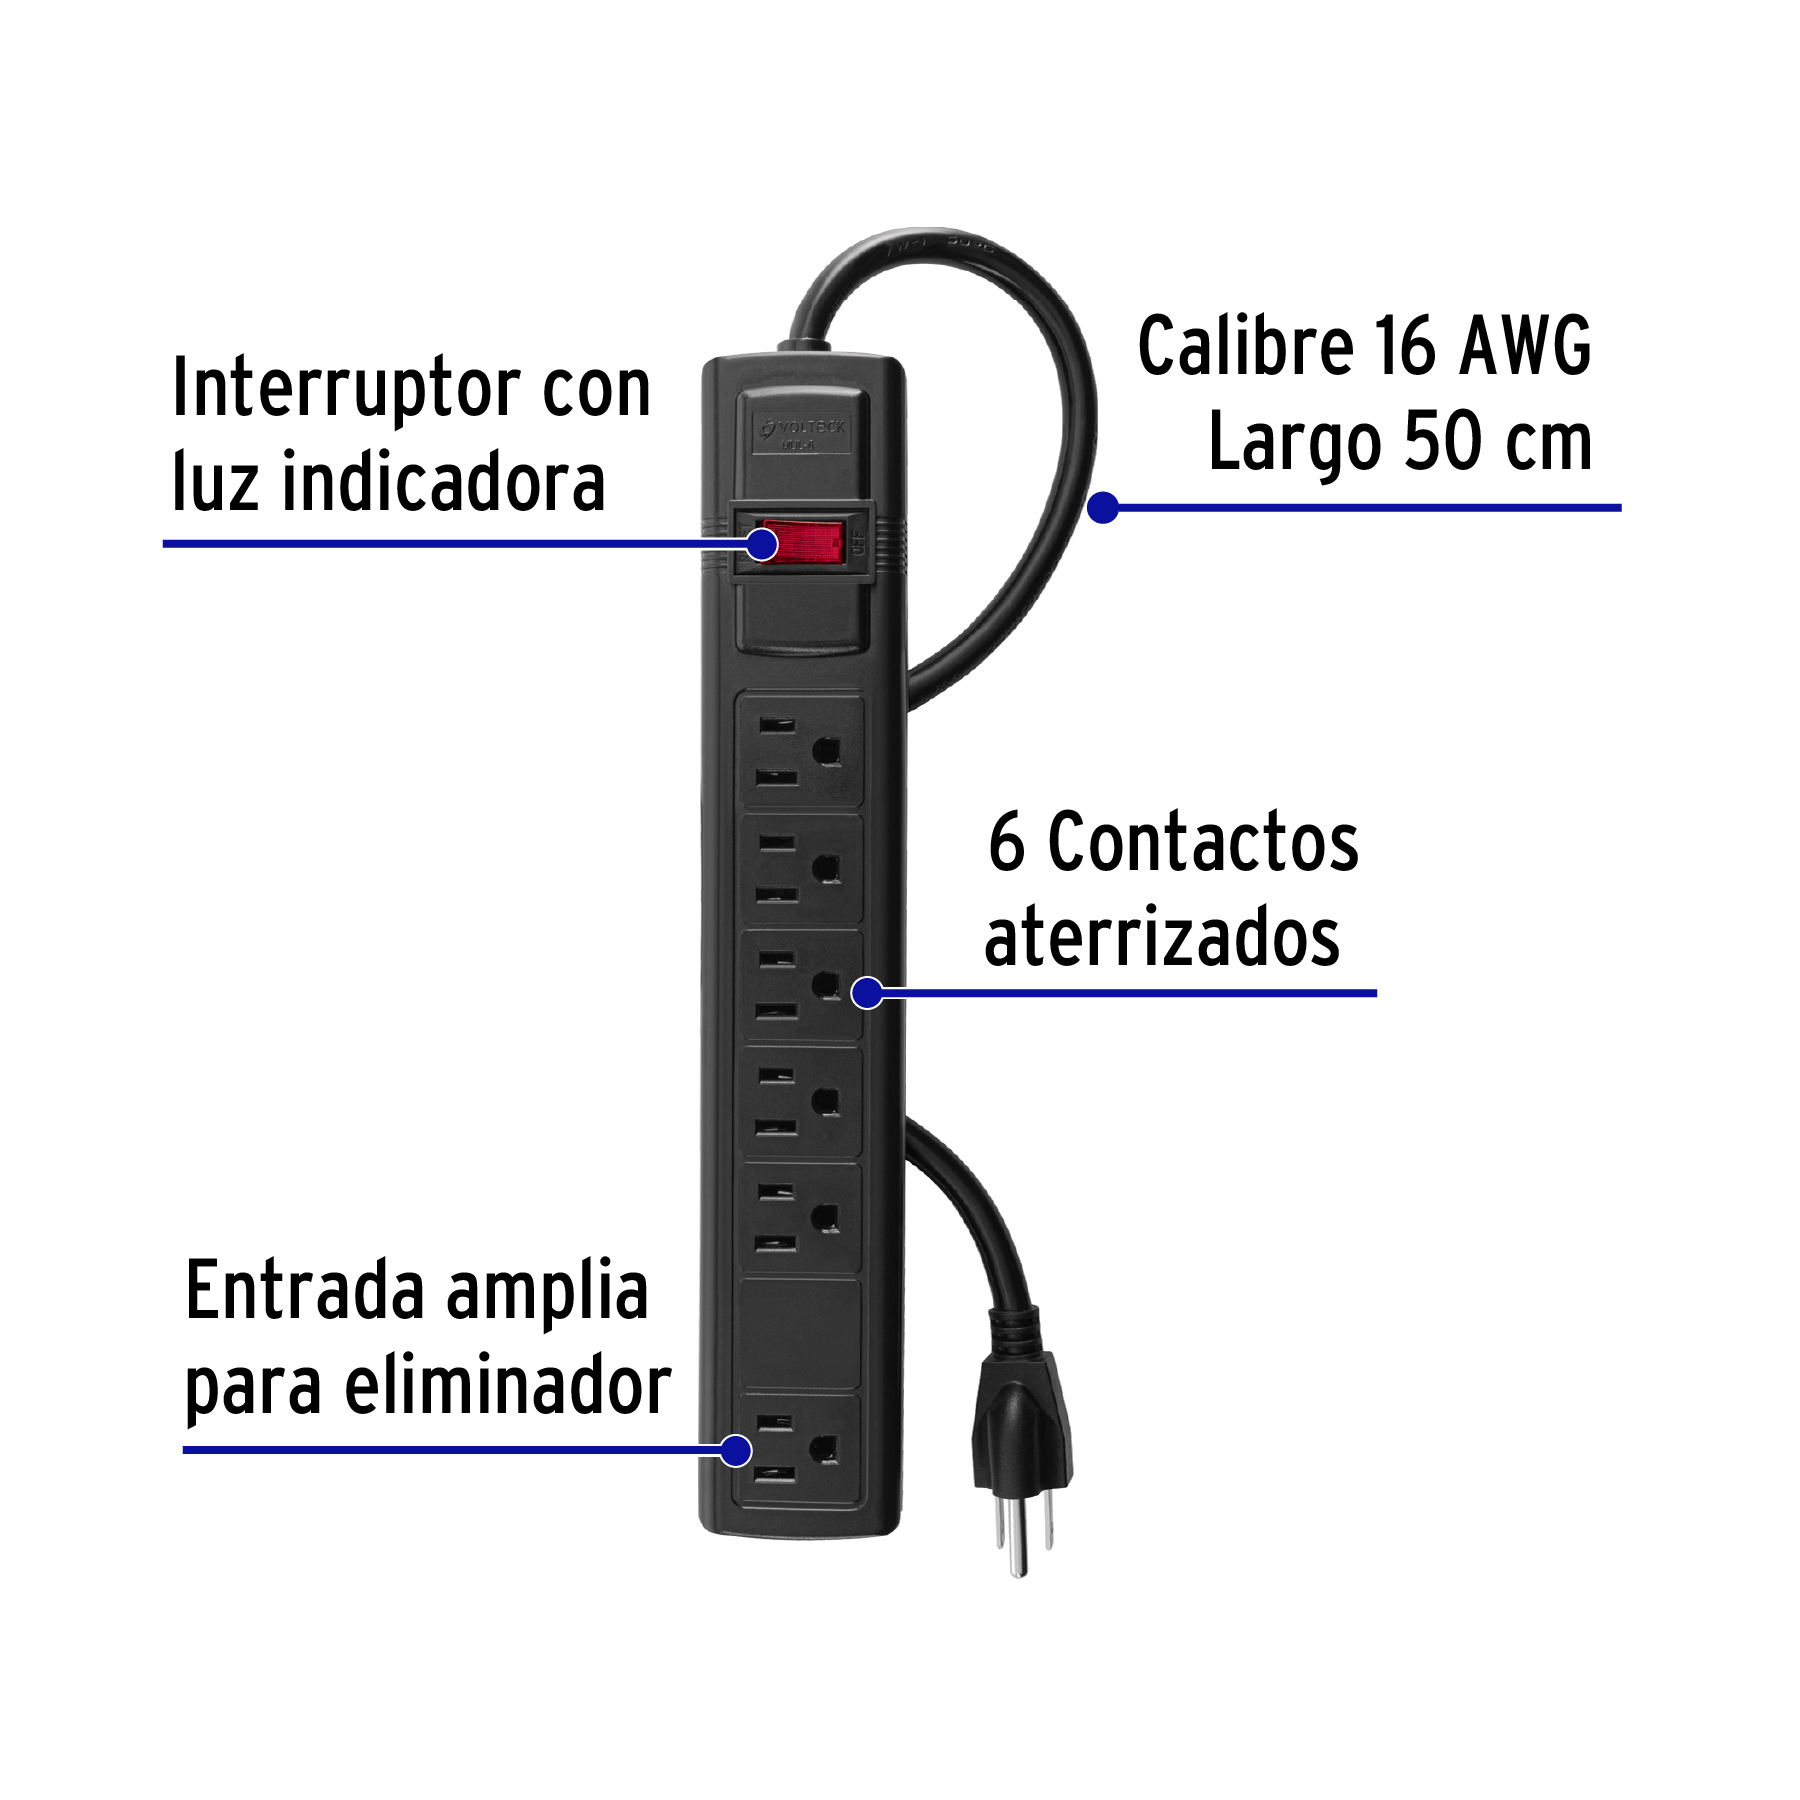 Interruptor con
luz indicadora
Calibre 16 AWG
Largo 50 cm
VOLTECK
MUL-A
OFF
6 Contactos
aterrizados
Entrada amplia
para eliminador